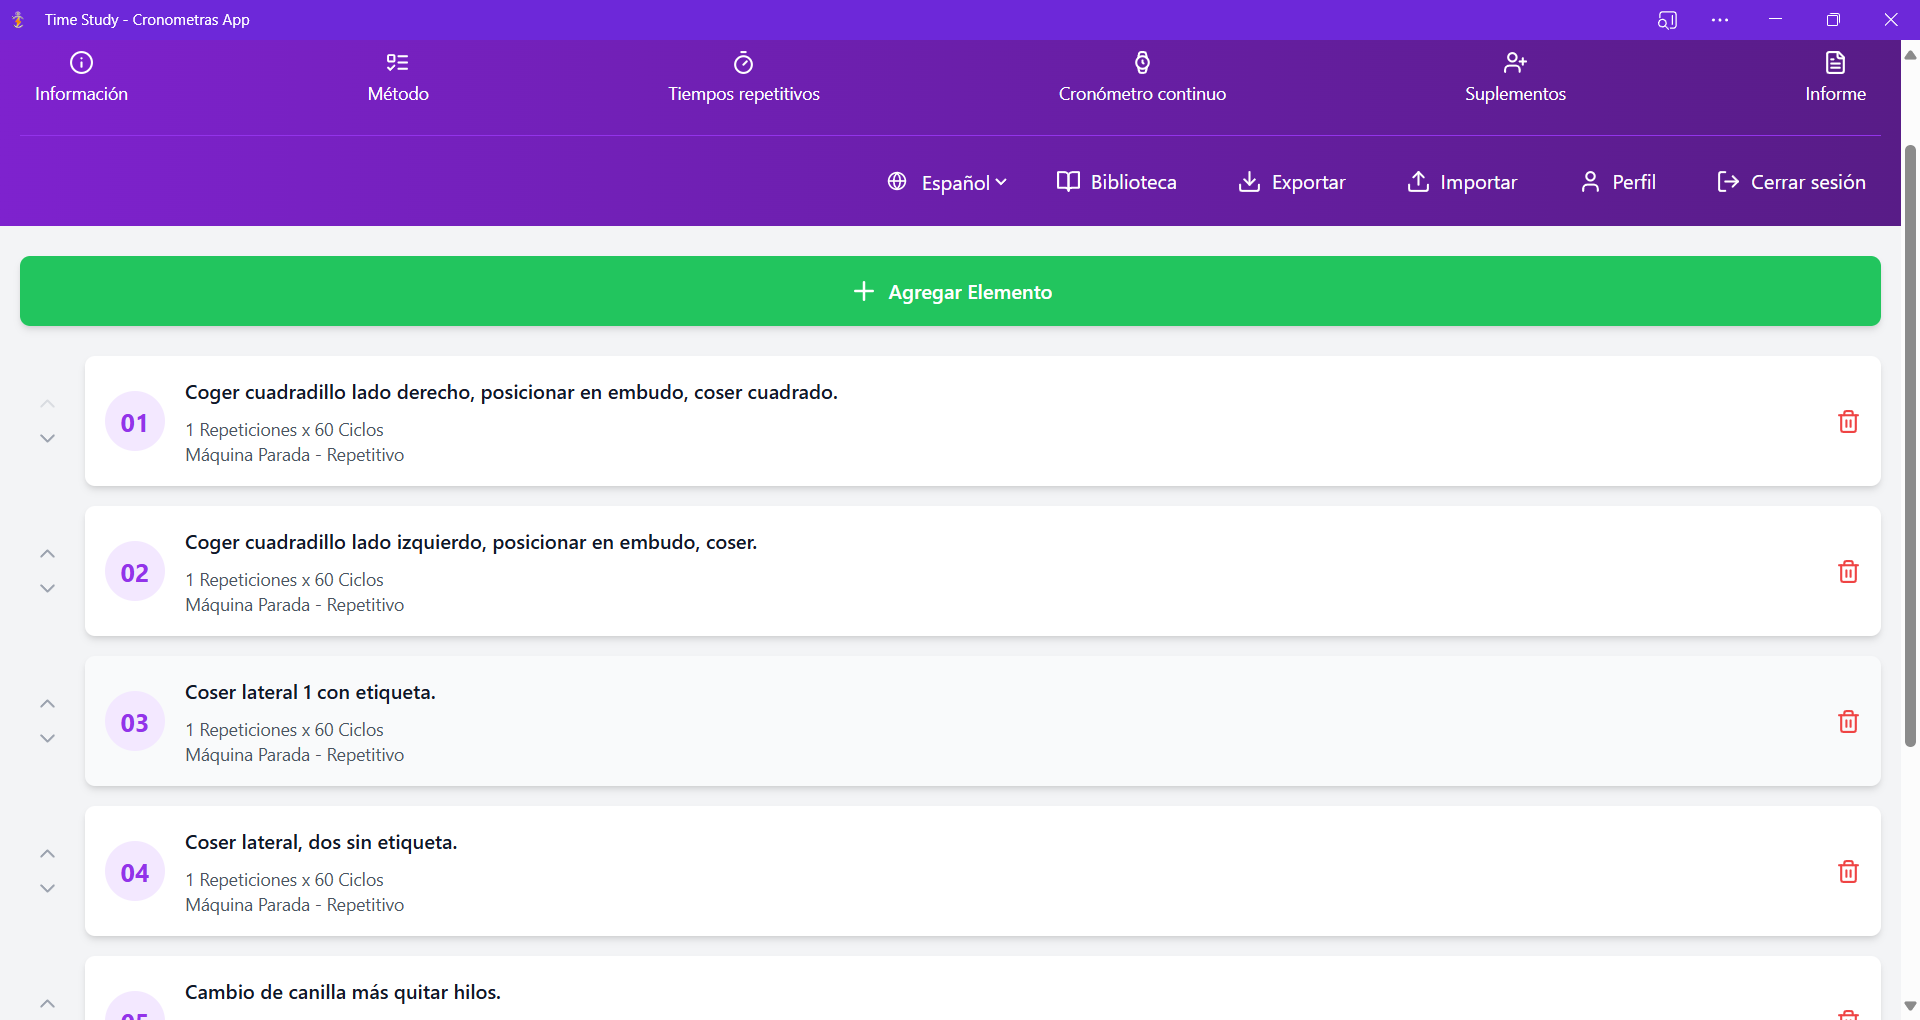 Time Study - Cronometras App
Información
Método
Tiempos repetitivos
Cronómetro continuo
Suplementos
Informe
Español
Biblioteca
Exportar
Importar
Perfil
Cerrar sesión
Agregar Elemento
01
Coger cuadradillo lado derecho, posicionar en embudo, coser cuadrado.
1 Repeticiones x 60 Ciclos
Máquina Parada - Repetitivo
02
Coger cuadradillo lado izquierdo, posicionar en embudo, coser.
1 Repeticiones x 60 Ciclos
Máquina Parada - Repetitivo
03
Coser lateral 1 con etiqueta.
1 Repeticiones x 60 Ciclos
Máquina Parada - Repetitivo
04
Coser lateral, dos sin etiqueta.
1 Repeticiones x 60 Ciclos
Máquina Parada - Repetitivo
05
Cambio de canilla más quitar hilos.